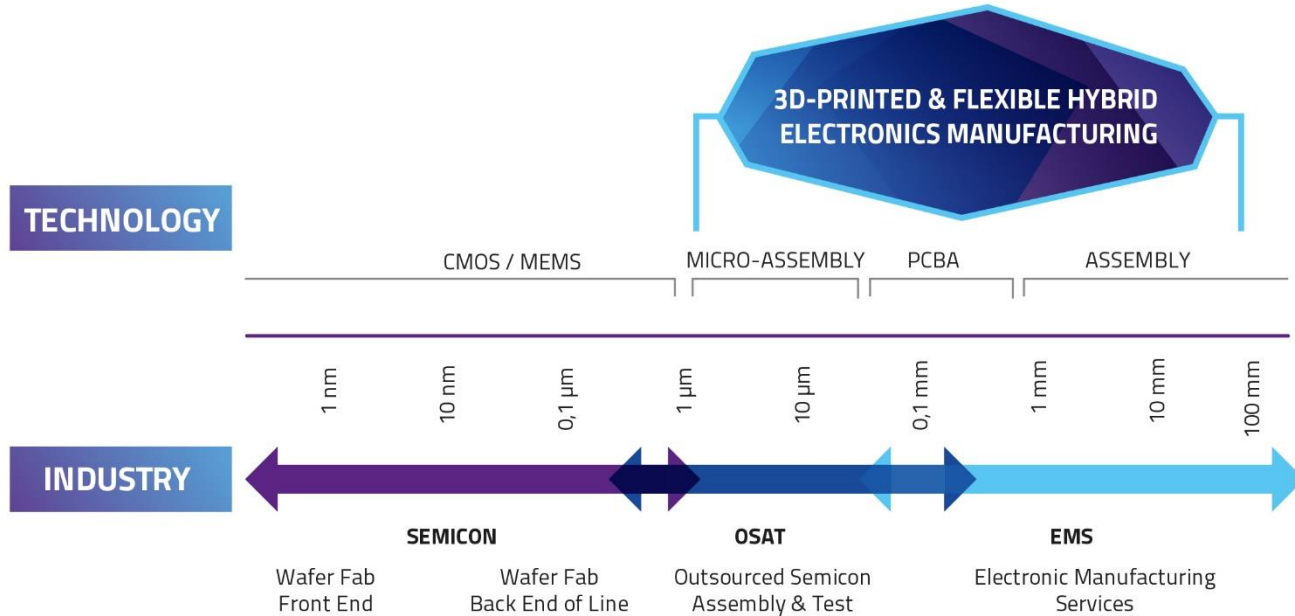 3D-PRINTED & FLEXIBLE HYBRID
ELECTRONICS MANUFACTURING
TECHNOLOGY
CMOS / MEMS
MICRO-ASSEMBLY
PCBA
ASSEMBLY
1 nm
10 nm
0,1 µm
1 µm
10 µm
0,1 mm
1 mm
10 mm
100 mm
INDUSTRY
SEMICON
OSAT
EMS
Wafer Fab
Front End
Wafer Fab
Back End of Line
Outsourced Semicon
Assembly & Test
Electronic Manufacturing
Services